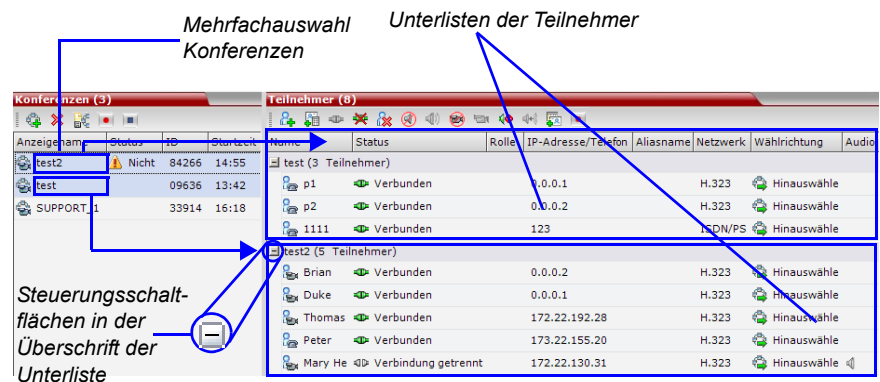 Mehrfachauswahl
Konferenzen
Unterlisten der Teilnehmer
Konferenzen (3)
Anzeigename Status ID Startzeit
test2 Nicht 84266 14:55
test 09636 13:42
SUPPORT_1 33914 16:18
Teilnehmer (8)
Name Status Rolle IP-Adresse/Telefon Aliasname Netzwerk Wählrichtung Audio
test (3 Teilnehmer)
p1 Verbunden 0.0.0.1 H.323 Hinauswähle
p2 Verbunden 0.0.0.2 H.323 Hinauswähle
1111 Verbunden 123 ISDN/PS Hinauswähle
test2 (5 Teilnehmer)
Brian Verbunden 0.0.0.2 H.323 Hinauswähle
Duke Verbunden 0.0.0.1 H.323 Hinauswähle
Thomas Verbunden 172.22.192.28 H.323 Hinauswähle
Peter Verbunden 173.22.155.20 H.323 Hinauswähle
Mary He Verbindung getrennt 172.22.130.31 H.323 Hinauswähle
Steuerungsschalt-
flächen in der
Überschrift der
Unterliste